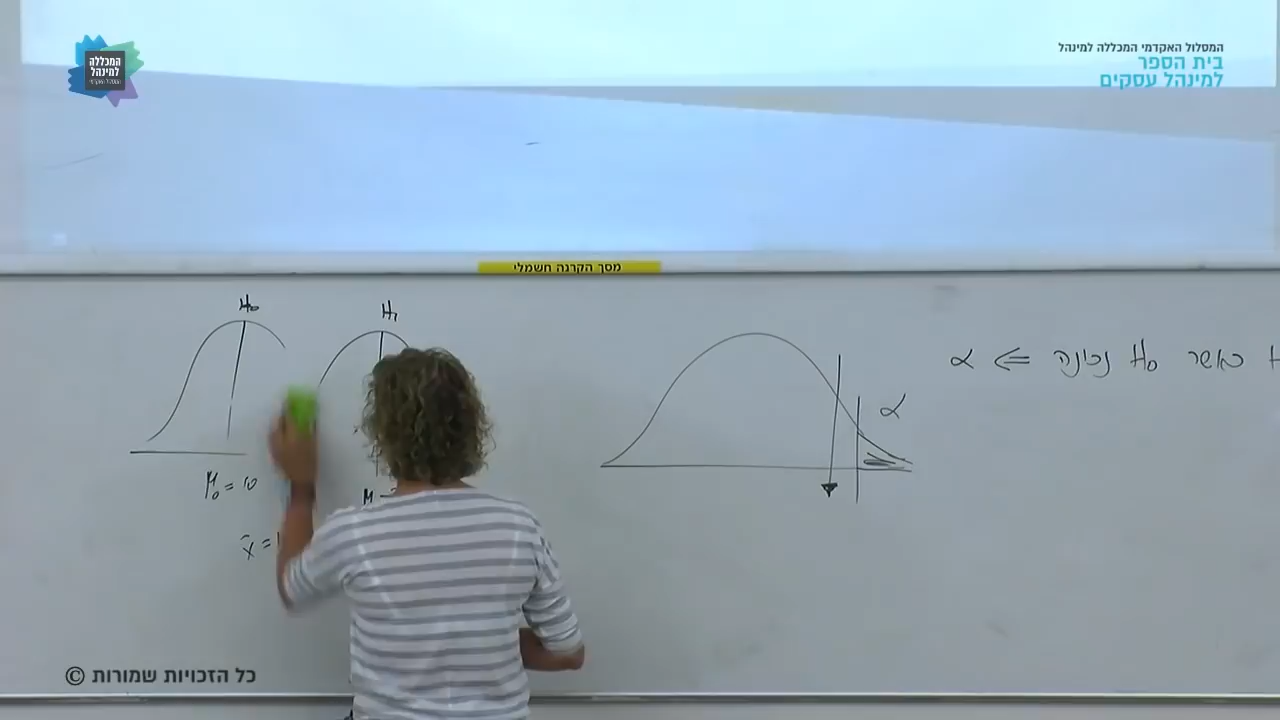 המכללה
למינהל
המסלול האקדמי המכללה למינהל
בית הספר
למינהל עסקים
מסך הקרנה חשמלי
H₀
H₁
α ⇐ נכונה H₀ כאשר
α
μ₀ = 10
x̄ =
כל הזכויות שמורות ©